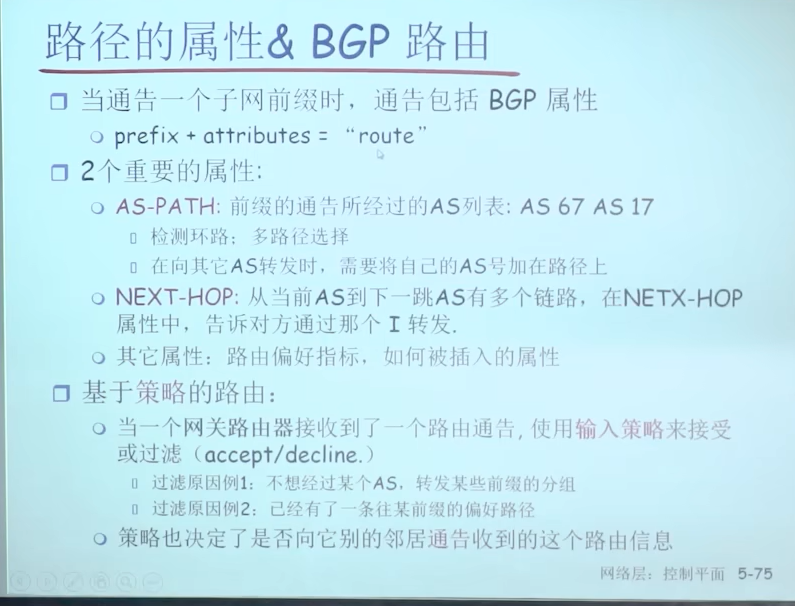 路径的属性& BGP 路由
当通告一个子网前缀时，通告包括 BGP 属性
prefix + attributes = “route”
2个重要的属性:
AS-PATH: 前缀的通告所经过的AS列表: AS 67 AS 17
检测环路；多路径选择
在向其它AS转发时，需要将自己的AS号加在路径上
NEXT-HOP: 从当前AS到下一跳AS有多个链路，在NETX-HOP
属性中，告诉对方通过那个 I 转发.
其它属性：路由偏好指标，如何被插入的属性
基于策略的路由：
当一个网关路由器接收到了一个路由通告, 使用输入策略来接受
或过滤（accept/decline.）
过滤原因例1：不想经过某个AS，转发某些前缀的分组
过滤原因例2：已经有了一条往某前缀的偏好路径
策略也决定了是否向它别的邻居通告收到的这个路由信息
网络层：控制平面 5-75